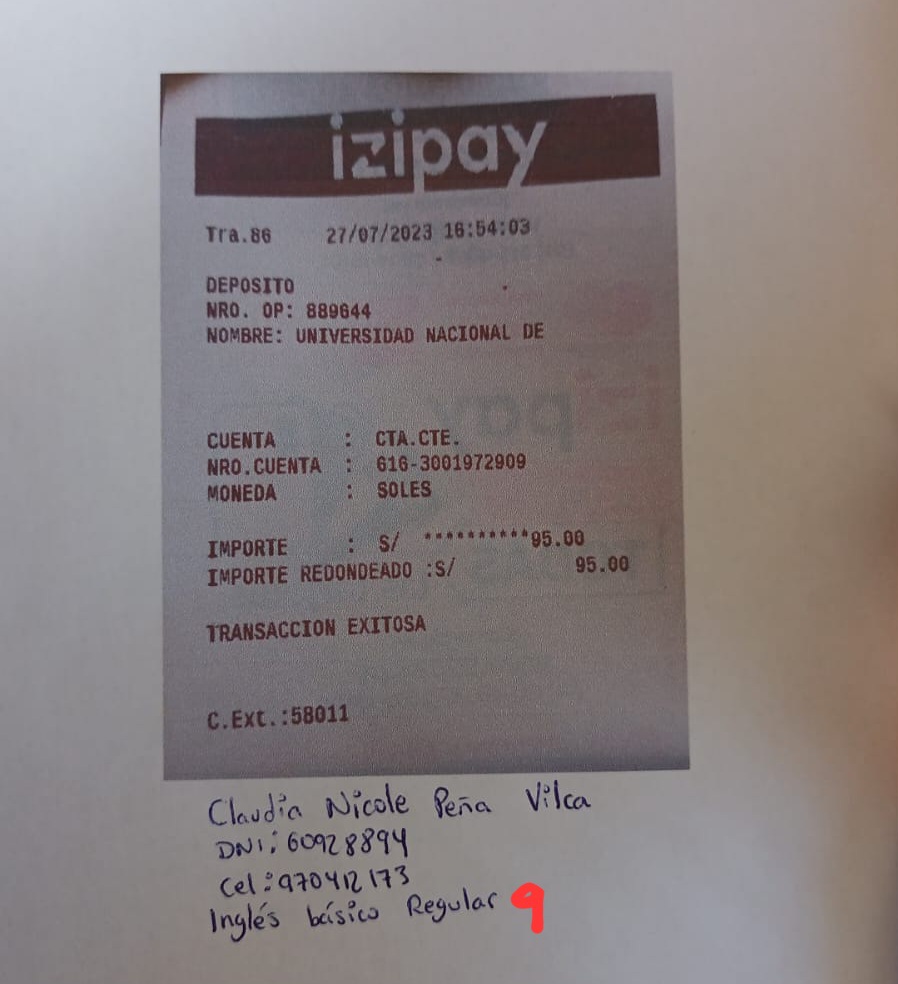 izipay
Tra.86 27/07/2023 16:54:03
DEPOSITO
NRO. OP: 889644
NOMBRE: UNIVERSIDAD NACIONAL DE
CUENTA : CTA.CTE.
NRO.CUENTA : 616-3001972909
MONEDA : SOLES
IMPORTE : S/ **********95.00
IMPORTE REDONDEADO :S/ 95.00
TRANSACCION EXITOSA
C.Ext.:58011
Claudia Nicole Peña Vilca
DNI: 60928894
Cel: 970412173
Inglés básico Regular 9